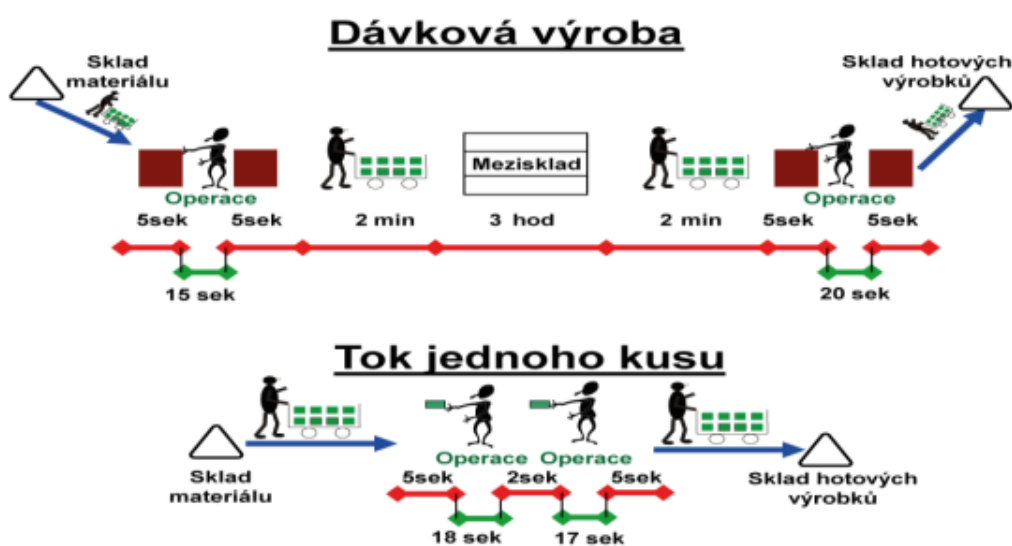 Dávková výroba
Sklad
materiálu
Sklad hotových
výrobků
Mezisklad
Operace
Operace
5sek 5sek 2 min 3 hod 2 min 5sek 5sek
15 sek 20 sek
Tok jednoho kusu
Sklad
materiálu
Operace Operace
5sek 2sek 5sek
Sklad hotových
výrobků
18 sek 17 sek